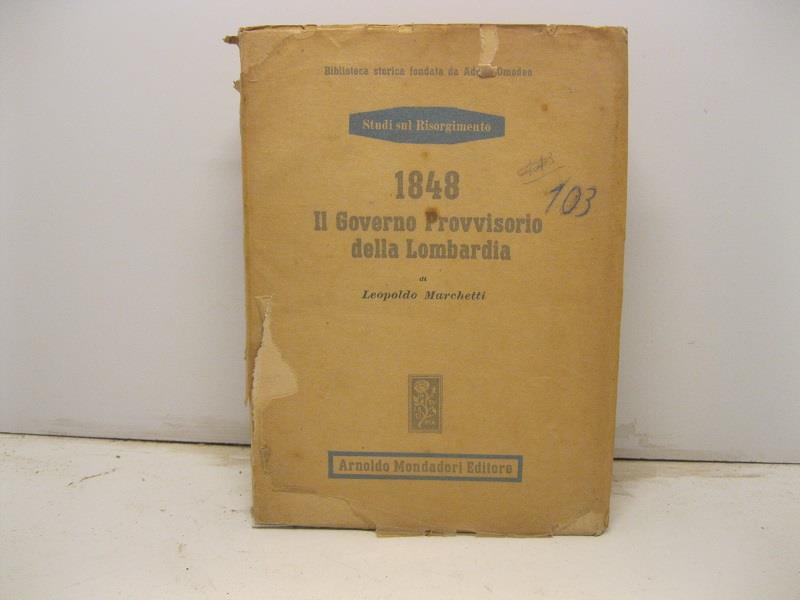 Biblioteca storica fondata da Omodeo
Studi sul Risorgimento
1848
103
Il Governo Provvisorio
della Lombardia
di
Leopoldo Marchetti
Arnoldo Mondadori Editore